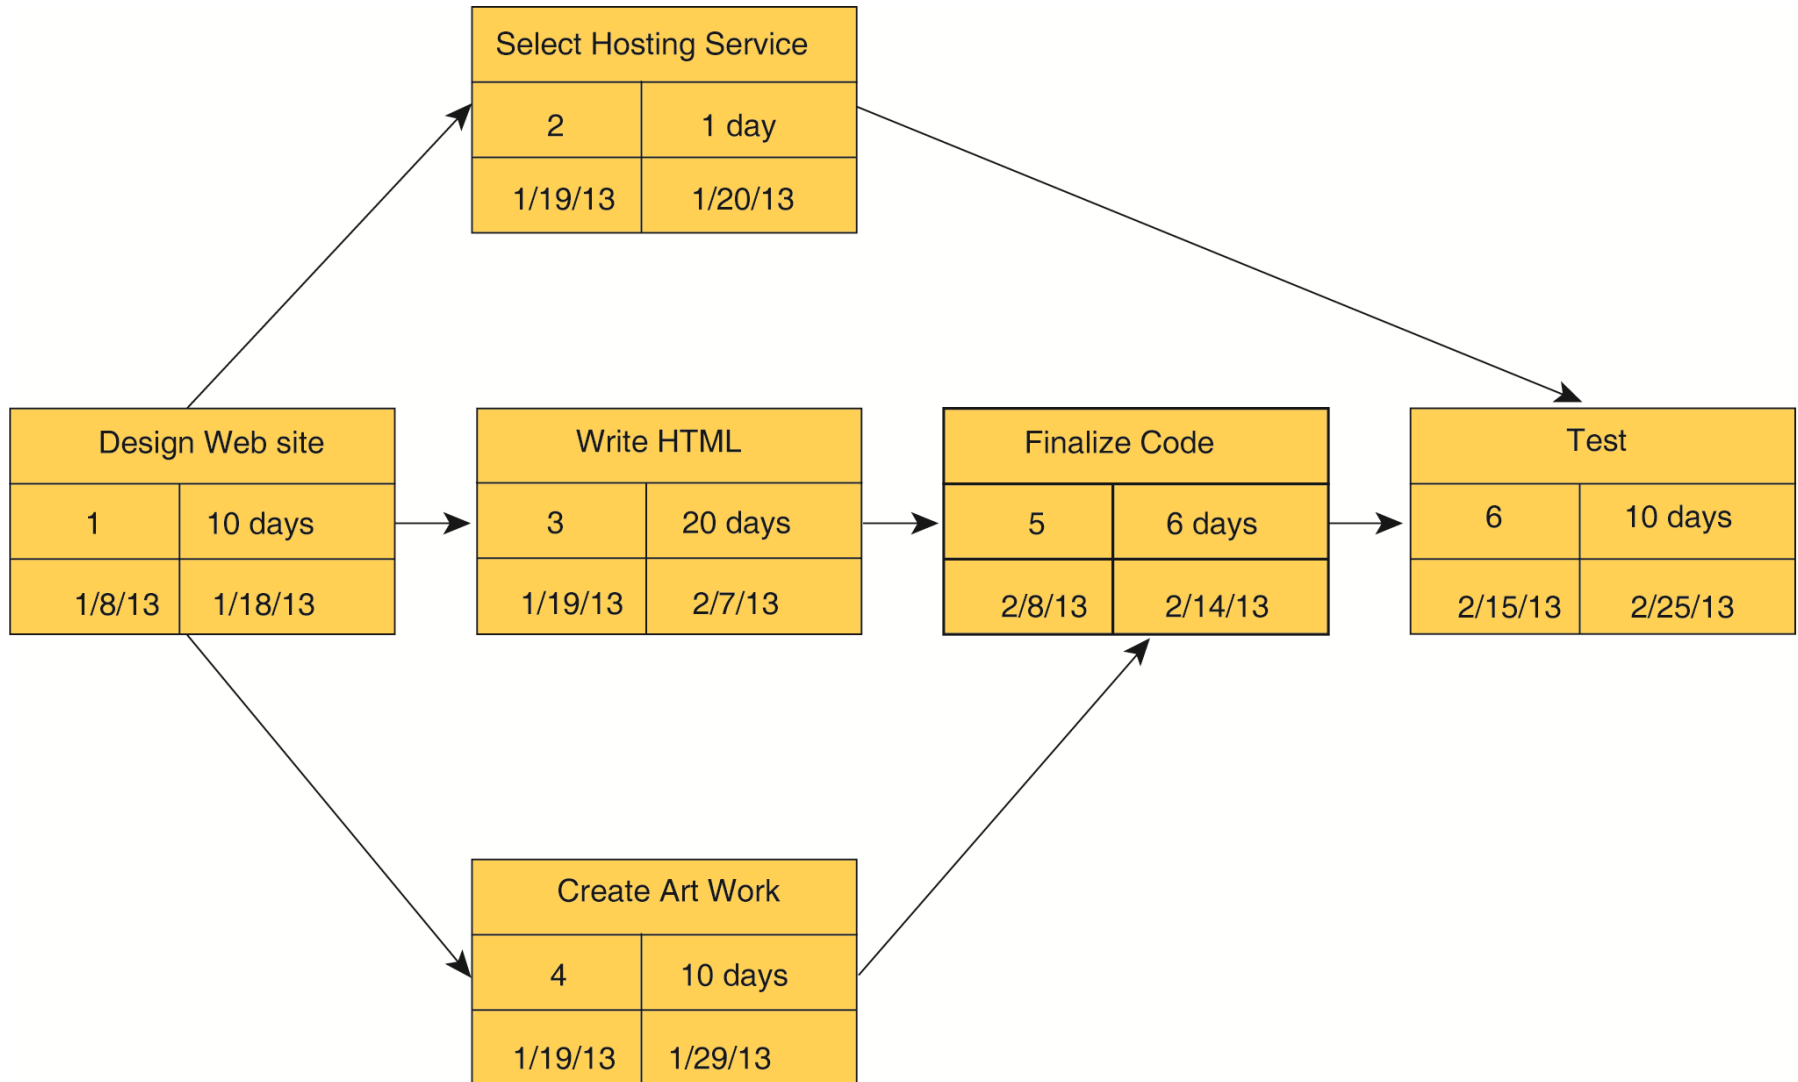 Select Hosting Service
2 1 day
1/19/13 1/20/13
Design Web site
1 10 days
1/8/13 1/18/13
Write HTML
3 20 days
1/19/13 2/7/13
Finalize Code
5 6 days
2/8/13 2/14/13
Test
6 10 days
2/15/13 2/25/13
Create Art Work
4 10 days
1/19/13 1/29/13